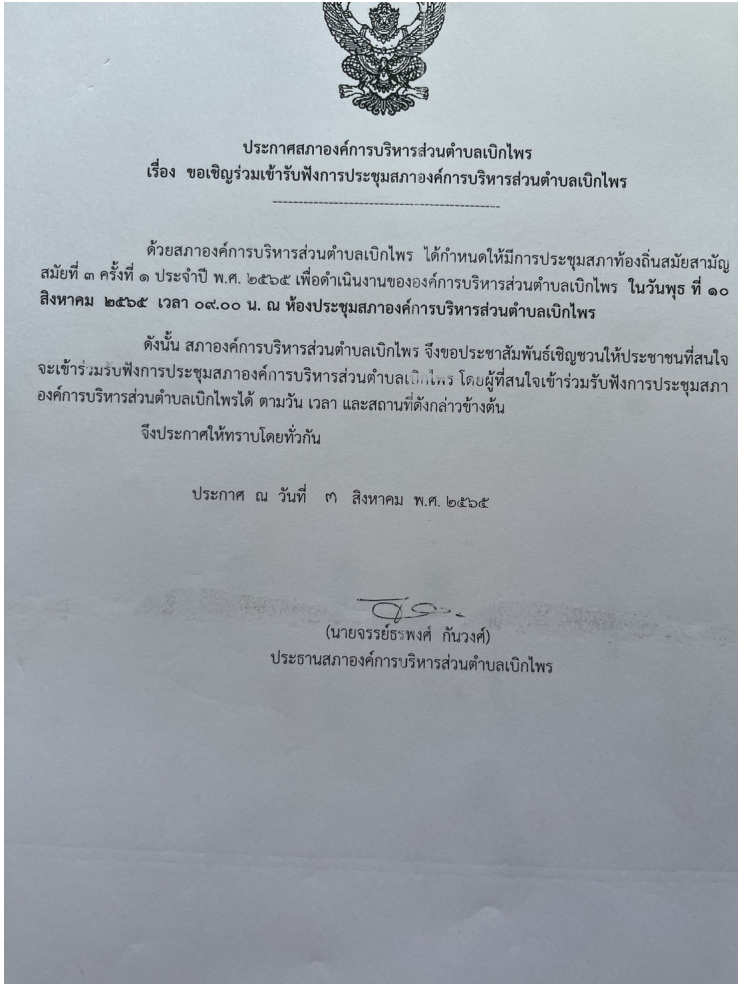 ประกาศสภาองค์การบริหารส่วนตำบลเบิกไพร
เรื่อง ขอเชิญร่วมเข้ารับฟังการประชุมสภาองค์การบริหารส่วนตำบลเบิกไพร
ด้วยสภาองค์การบริหารส่วนตำบลเบิกไพร ได้กำหนดให้มีการประชุมสภาท้องถิ่นสมัยสามัญ
สมัยที่ ๓ ครั้งที่ ๑ ประจำปี พ.ศ. ๒๕๖๕ เพื่อดำเนินงานขององค์การบริหารส่วนตำบลเบิกไพร ในวันพุธ ที่ ๑๐
สิงหาคม ๒๕๖๕ เวลา ๐๙.๐๐ น. ณ ห้องประชุมสภาองค์การบริหารส่วนตำบลเบิกไพร
ดังนั้น สภาองค์การบริหารส่วนตำบลเบิกไพร จึงขอประชาสัมพันธ์เชิญชวนให้ประชาชนที่สนใจ
จะเข้าร่วมรับฟังการประชุมสภาองค์การบริหารส่วนตำบลเบิกไพร โดยผู้ที่สนใจเข้าร่วมรับฟังการประชุมสภา
องค์การบริหารส่วนตำบลเบิกไพรได้ ตามวัน เวลา และสถานที่ดังกล่าวข้างต้น
จึงประกาศให้ทราบโดยทั่วกัน
ประกาศ ณ วันที่ ๓ สิงหาคม พ.ศ. ๒๕๖๕
(นายจรรย์ธรพงศ์ กันวงศ์)
ประธานสภาองค์การบริหารส่วนตำบลเบิกไพร